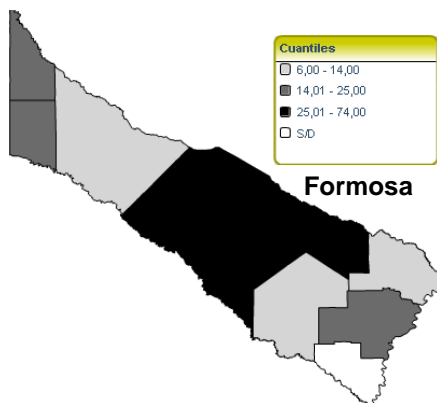 Cuantiles
6,00 - 14,00
14,01 - 25,00
25,01 - 74,00
S/D
Formosa